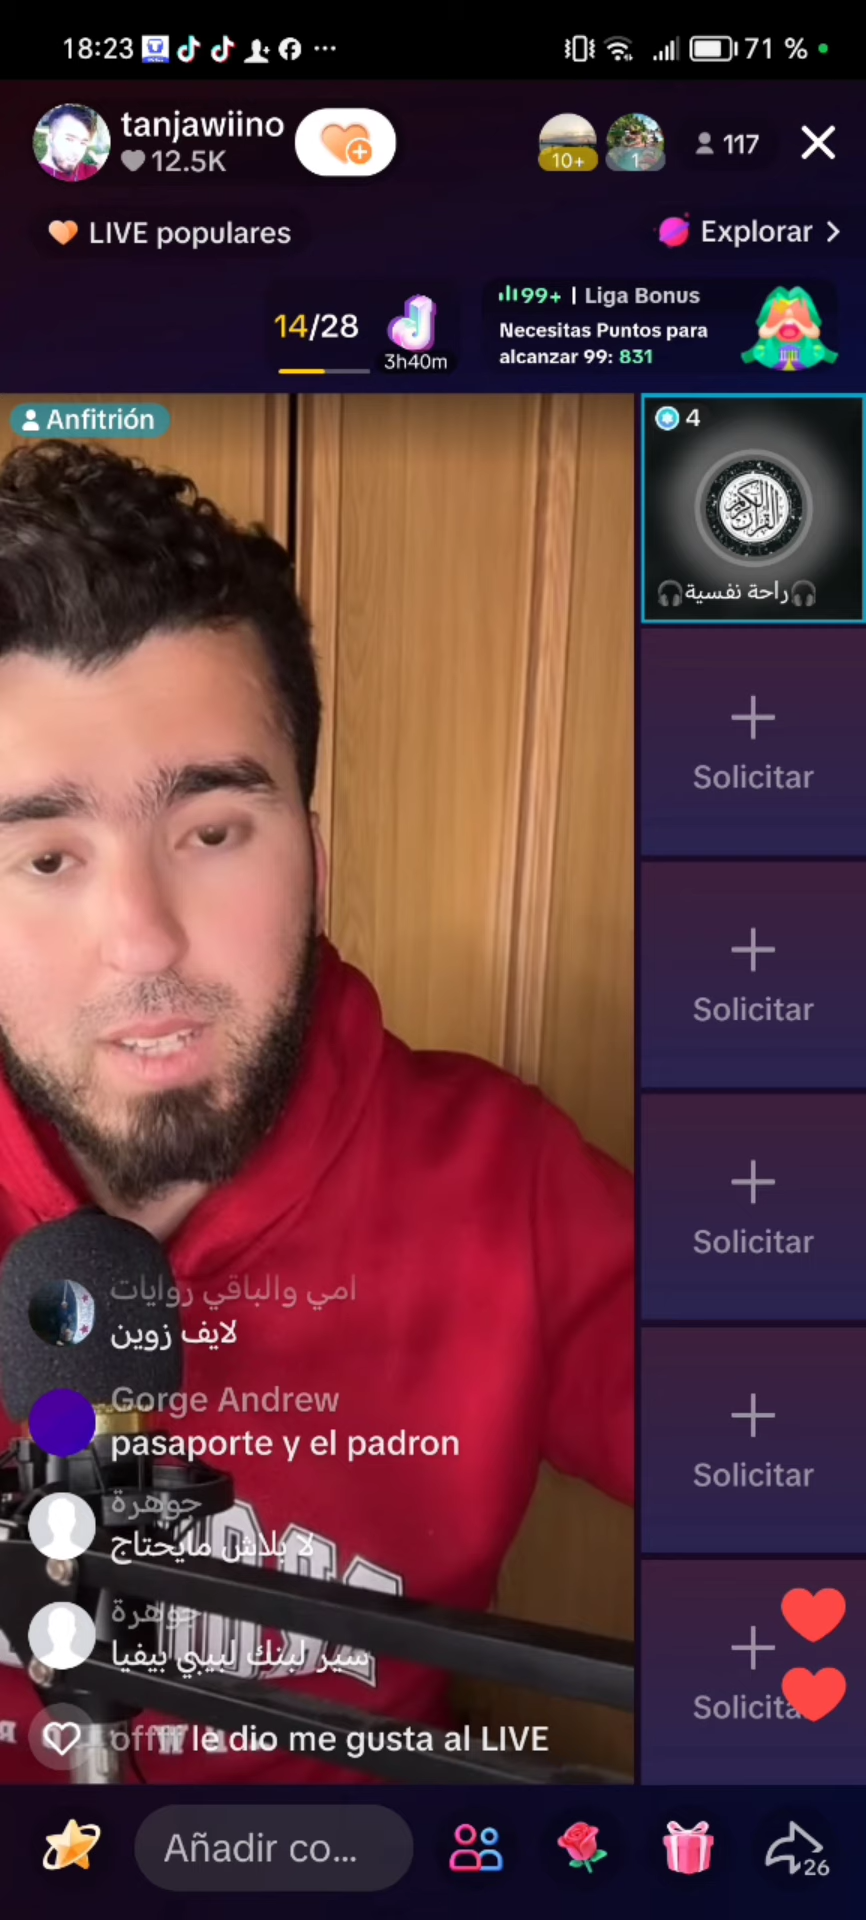 18:23
71 %
tanjawiino
12.5K
10+
1
117
LIVE populares
Explorar
14/28
3h40m
99+ | Liga Bonus
Necesitas Puntos para
alcanzar 99: 831
Anfitrión
4
القرآن الكريم
راحة نفسية
Solicitar
Solicitar
Solicitar
Solicitar
امي والباقي روايات
لايف زوين
Gorge Andrew
pasaporte y el padron
جوهرة
لا بلاش مايحتاج
جوهرة
سير لبنك لبيبي بيفيا
le dio me gusta al LIVE
Añadir co...
26